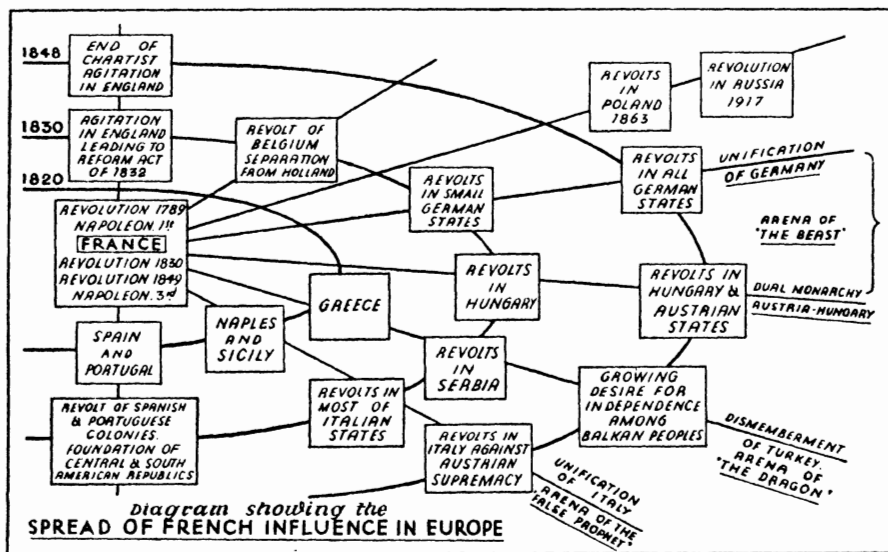 1848
END OF
CHARTIST
AGITATION
IN ENGLAND
1830
AGITATION
IN ENGLAND
LEADING TO
REFORM ACT
OF 1832
1820
REVOLUTION 1789
NAPOLEON. 1st
FRANCE
REVOLUTION 1830
REVOLUTION 1849
NAPOLEON. 3rd
SPAIN
AND
PORTUGAL
REVOLT OF SPANISH
& PORTUGUESE
COLONIES.
FOUNDATION OF
CENTRAL & SOUTH
AMERICAN REPUBLICS
REVOLT OF
BELGIUM
SEPARATION
FROM HOLLAND
NAPLES
AND
SICILY
GREECE
REVOLTS IN
MOST OF
ITALIAN
STATES
REVOLTS
IN SMALL
GERMAN
STATES
REVOLTS
IN
HUNGARY
REVOLTS
IN
SERBIA
REVOLTS IN
ITALY AGAINST
AUSTRIAN
SUPREMACY
REVOLTS
IN
POLAND
1863
REVOLUTION
IN RUSSIA
1917
REVOLTS
IN ALL
GERMAN
STATES
REVOLTS IN
HUNGARY &
AUSTRIAN
STATES
GROWING
DESIRE FOR
INDEPENDENCE
AMONG
BALKAN PEOPLES
UNIFICATION
OF GERMANY
ARENA OF
"THE BEAST"
DUAL MONARCHY
AUSTRIA-HUNGARY
DISMEMBERMENT
OF TURKEY.
ARENA OF
"THE DRAGON"
UNIFICATION
OF ITALY
ARENA OF THE
"FALSE PROPHET"
Diagram showing the
SPREAD OF FRENCH INFLUENCE IN EUROPE